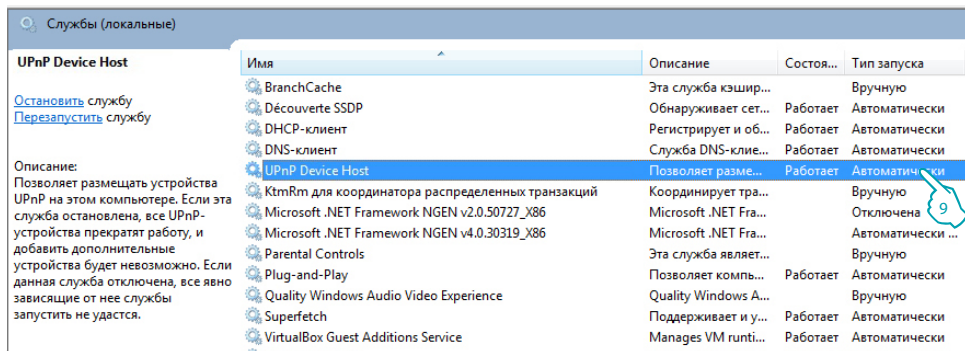 Службы (локальные)
UPnP Device Host
Остановить службу
Перезапустить службу
Описание:
Позволяет размещать устройства
UPnP на этом компьютере. Если эта
служба остановлена, все UPnP-
устройства прекратят работу, и
добавить дополнительные
устройства будет невозможно. Если
данная служба отключена, все явно
зависящие от нее службы
запустить не удастся.
Имя Описание Состоя... Тип запуска
BranchCache Эта служба кэшир... Вручную
Découverte SSDP Обнаруживает сет... Работает Автоматически
DHCP-клиент Регистрирует и об... Работает Автоматически
DNS-клиент Служба DNS-клие... Работает Автоматически
UPnP Device Host Позволяет разме... Работает Автоматически
KtmRm для координатора распределенных транзакций Координирует тра... Вручную
Microsoft .NET Framework NGEN v2.0.50727_X86 Microsoft .NET Fra... Отключена
9
Microsoft .NET Framework NGEN v4.0.30319_X86 Microsoft .NET Fra... Автоматически ...
Parental Controls Эта служба являет... Вручную
Plug-and-Play Позволяет компь... Работает Автоматически
Quality Windows Audio Video Experience Quality Windows A... Вручную
Superfetch Поддерживает и у... Работает Автоматически
VirtualBox Guest Additions Service Manages VM runti... Работает Автоматически